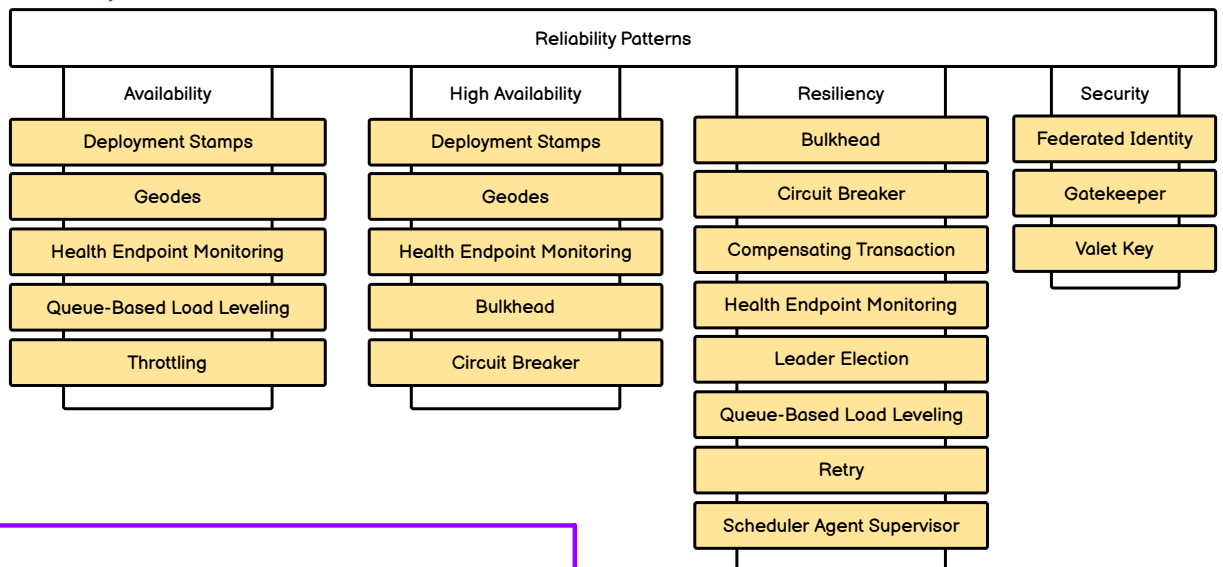 Reliability Patterns
Availability
Deployment Stamps
Geodes
Health Endpoint Monitoring
Queue-Based Load Leveling
Throttling
High Availability
Deployment Stamps
Geodes
Health Endpoint Monitoring
Bulkhead
Circuit Breaker
Resiliency
Bulkhead
Circuit Breaker
Compensating Transaction
Health Endpoint Monitoring
Leader Election
Queue-Based Load Leveling
Retry
Scheduler Agent Supervisor
Security
Federated Identity
Gatekeeper
Valet Key